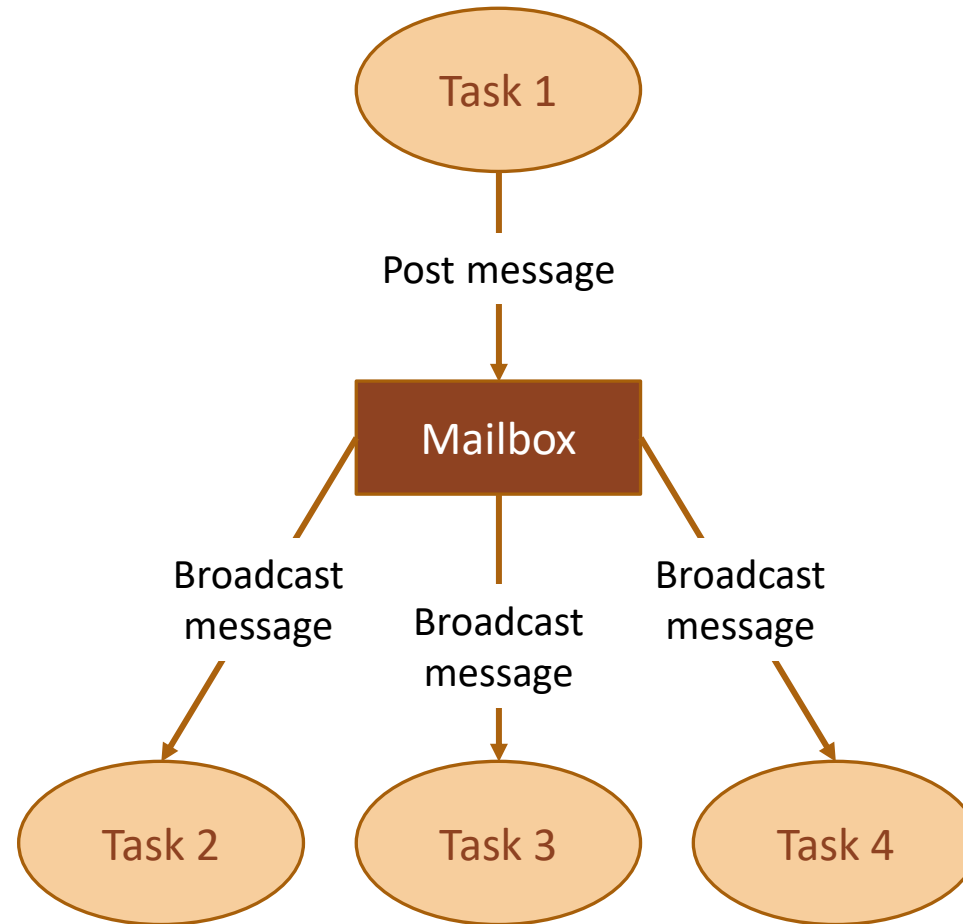 Task 1
Post message
Mailbox
Broadcast
message
Broadcast
message
Broadcast
message
Task 2
Task 3
Task 4